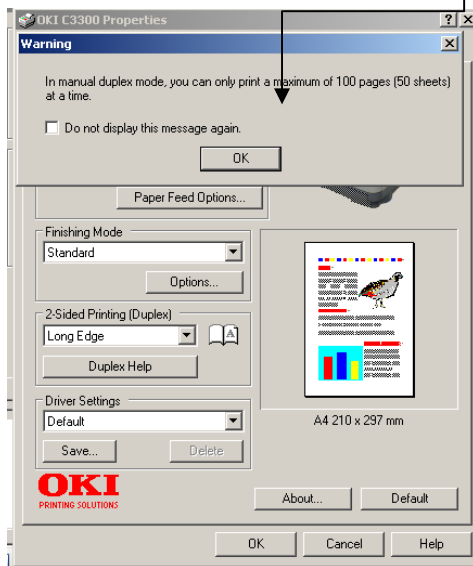 OKI C3300 Properties
Warning
In manual duplex mode, you can only print a maximum of 100 pages (50 sheets)
at a time.
Do not display this message again.
OK
Paper Feed Options...
Finishing Mode
Standard
Options...
2-Sided Printing (Duplex)
Long Edge
A
Duplex Help
Driver Settings
Default
A4 210 x 297 mm
Save...
Delete
OKI
PRINTING SOLUTIONS
About...
Default
OK
Cancel
Help